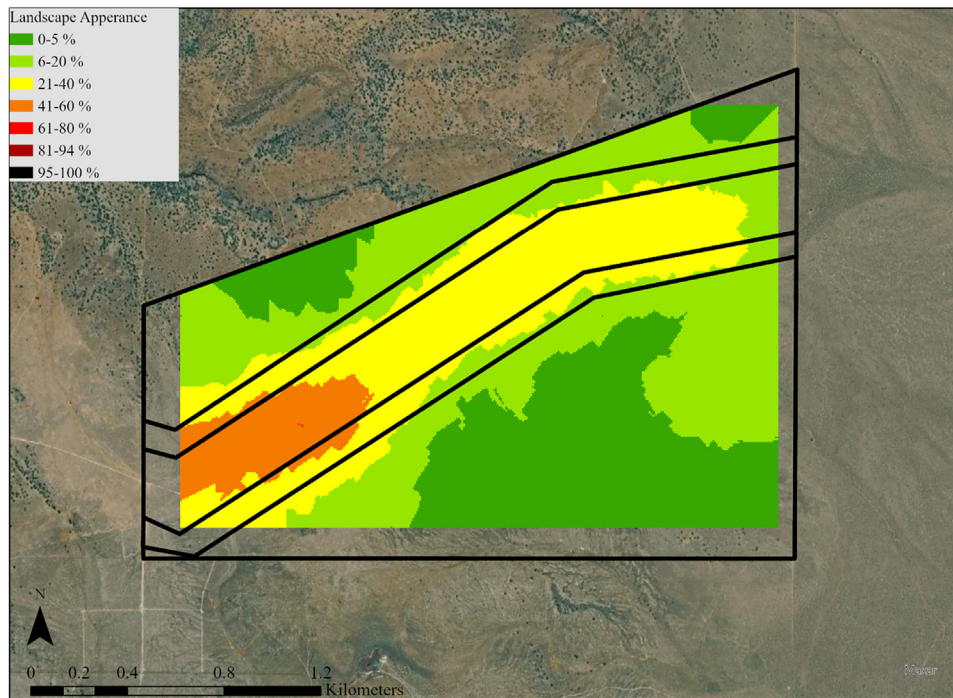 Landscape Apperance
0-5 %
6-20 %
21-40 %
41-60 %
61-80 %
81-94 %
95-100 %
N
0 0.2 0.4 0.8 1.2
Kilometers
Maxar